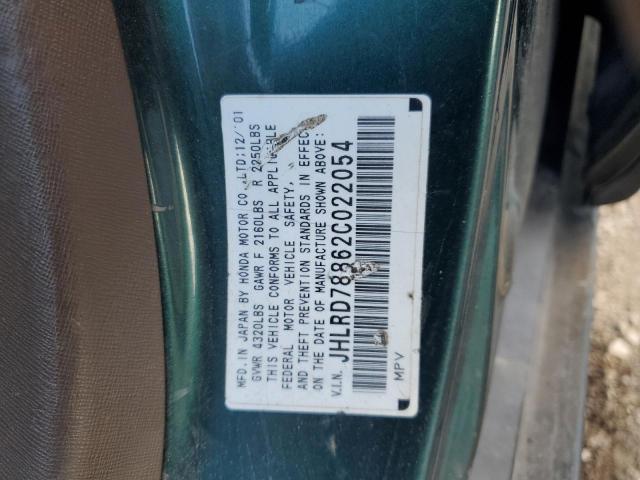 MFD. IN JAPAN BY HONDA MOTOR CO., LTD; 12/'01
GVWR 4320LBS GAWR F 2160LBS R 2250LBS
THIS VEHICLE CONFORMS TO ALL APPLICABLE
FEDERAL MOTOR VEHICLE SAFETY,
AND THEFT PREVENTION STANDARDS IN EFFECT
ON THE DATE OF MANUFACTURE SHOWN ABOVE:
V.I.N. JHLRD78862C022054
MPV